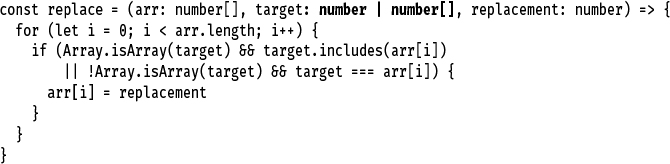 const replace = (arr: number[], target: number | number[], replacement: number) => {
  for (let i = 0; i < arr.length; i++) {
    if (Array.isArray(target) && target.includes(arr[i])
        || !Array.isArray(target) && target === arr[i]) {
      arr[i] = replacement
    }
  }
}